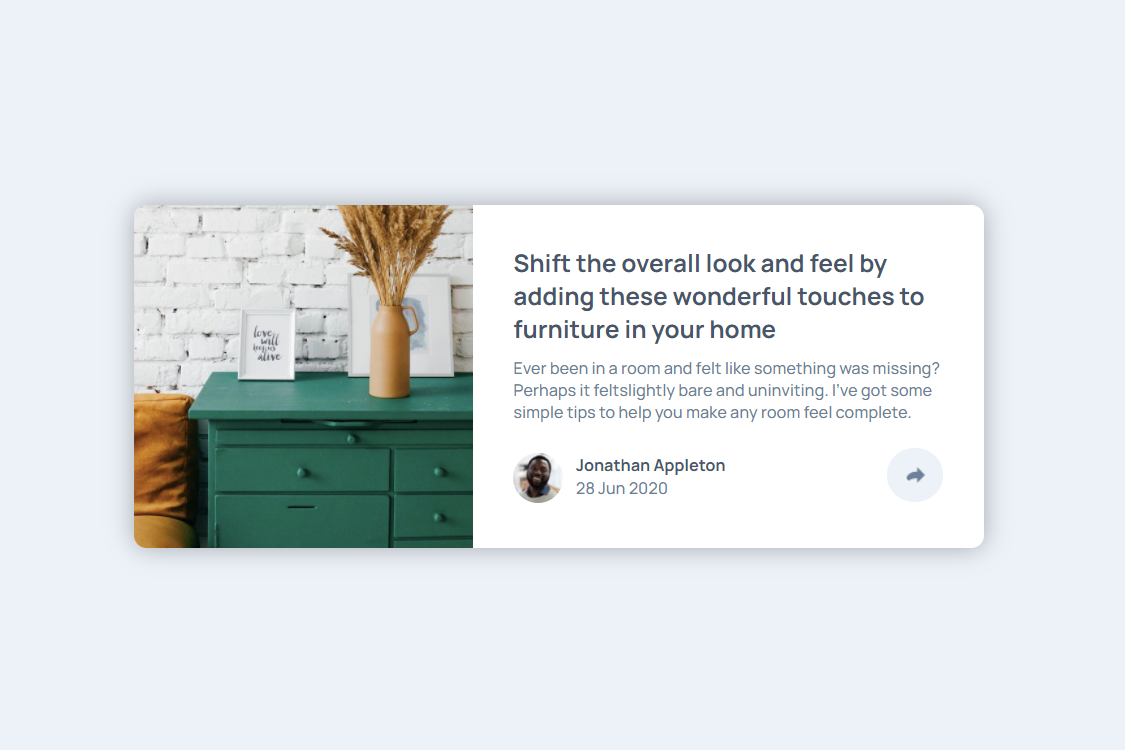 love
will
keep us
alive
Shift the overall look and feel by
adding these wonderful touches to
furniture in your home
Ever been in a room and felt like something was missing?
Perhaps it feltslightly bare and uninviting. I've got some
simple tips to help you make any room feel complete.
Jonathan Appleton
28 Jun 2020